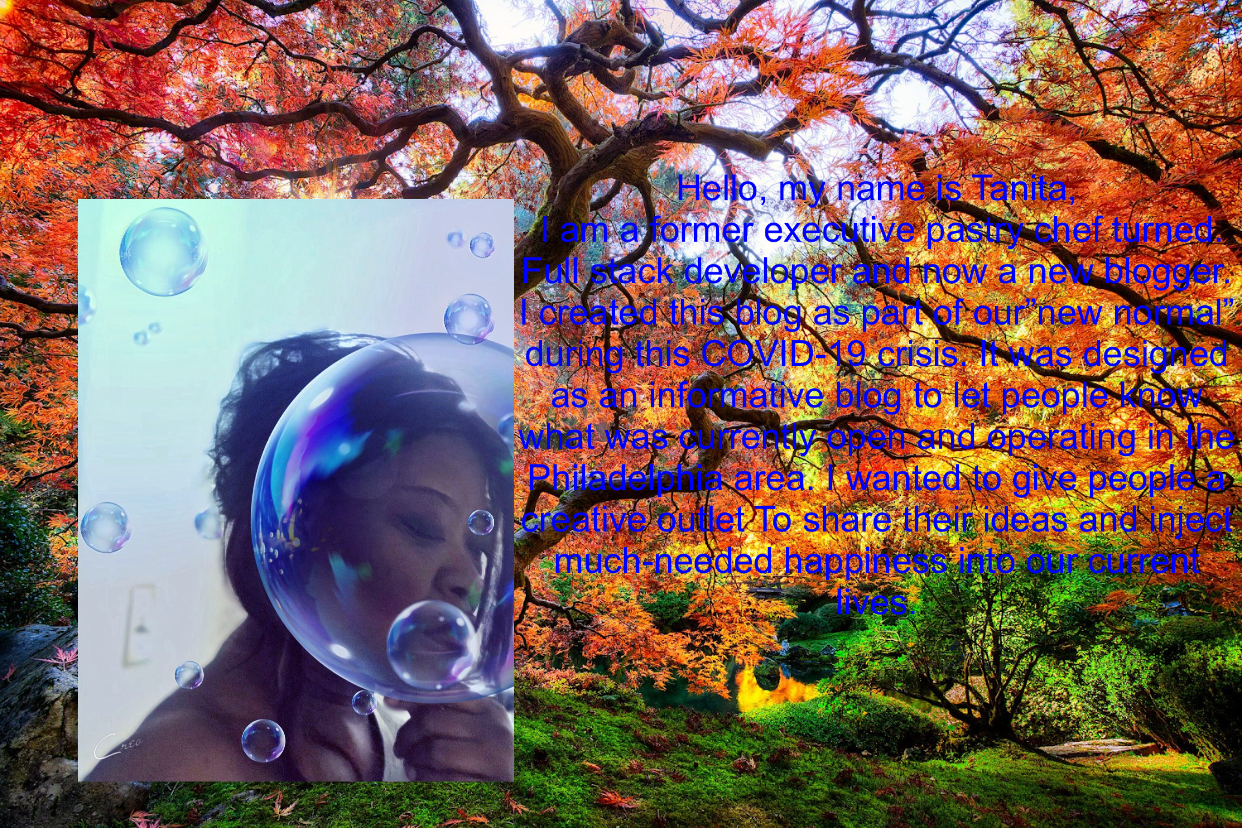 Hello, my name is Tanita,
I am a former executive pastry chef turned.
Full stack developer and now a new blogger.
I created this blog as part of our”new normal”
during this COVID-19 crisis. It was designed
as an informative blog to let people know
what was currently open and operating in the
Philadelphia area. I wanted to give people a
creative outlet To share their ideas and inject
much-needed happiness into our current
lives.